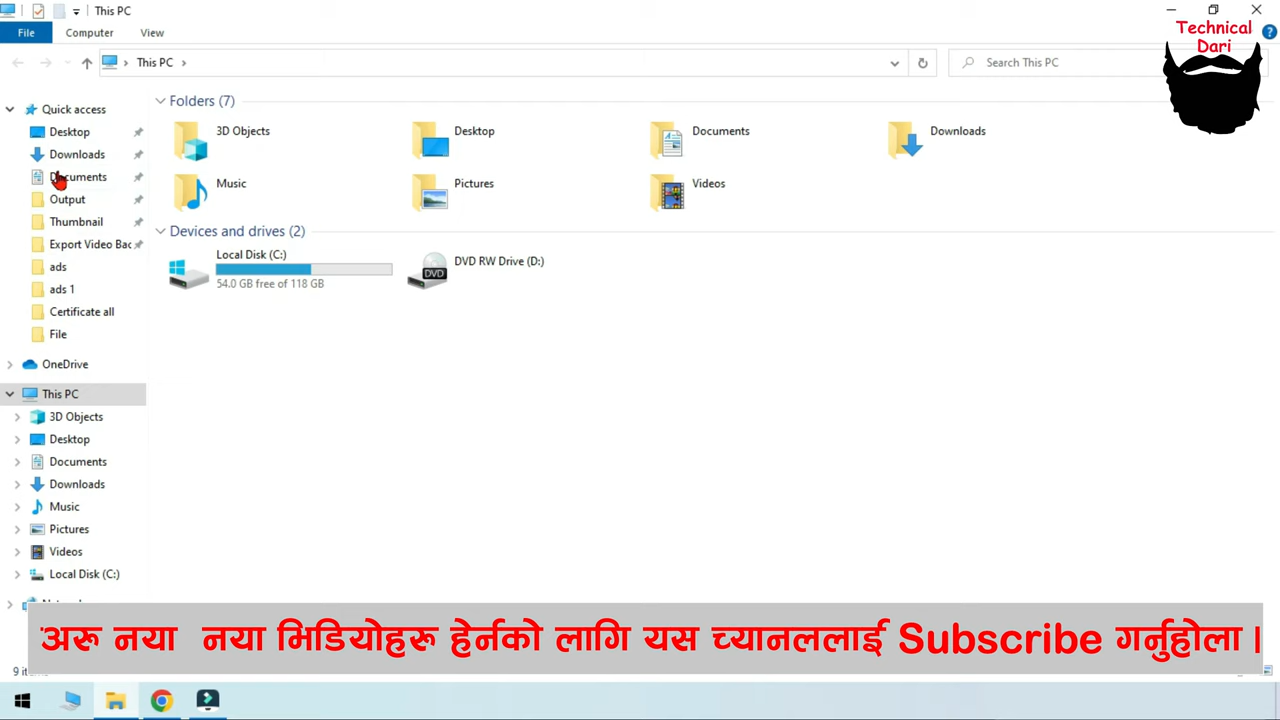 This PC
File
Computer
View
This PC
Search This PC
Technical
Dari
Quick access
Desktop
Downloads
Documents
Output
Thumbnail
Export Video Bac
ads
ads 1
Certificate all
File
OneDrive
This PC
3D Objects
Desktop
Documents
Downloads
Music
Pictures
Videos
Local Disk (C:)
Folders (7)
3D Objects
Desktop
Documents
Downloads
Music
Pictures
Videos
Devices and drives (2)
Local Disk (C:)
54.0 GB free of 118 GB
DVD RW Drive (D:)
DVD
अरू नया नया भिडियोहरू हेर्नको लागि यस च्यानललाई Subscribe गर्नुहोला ।